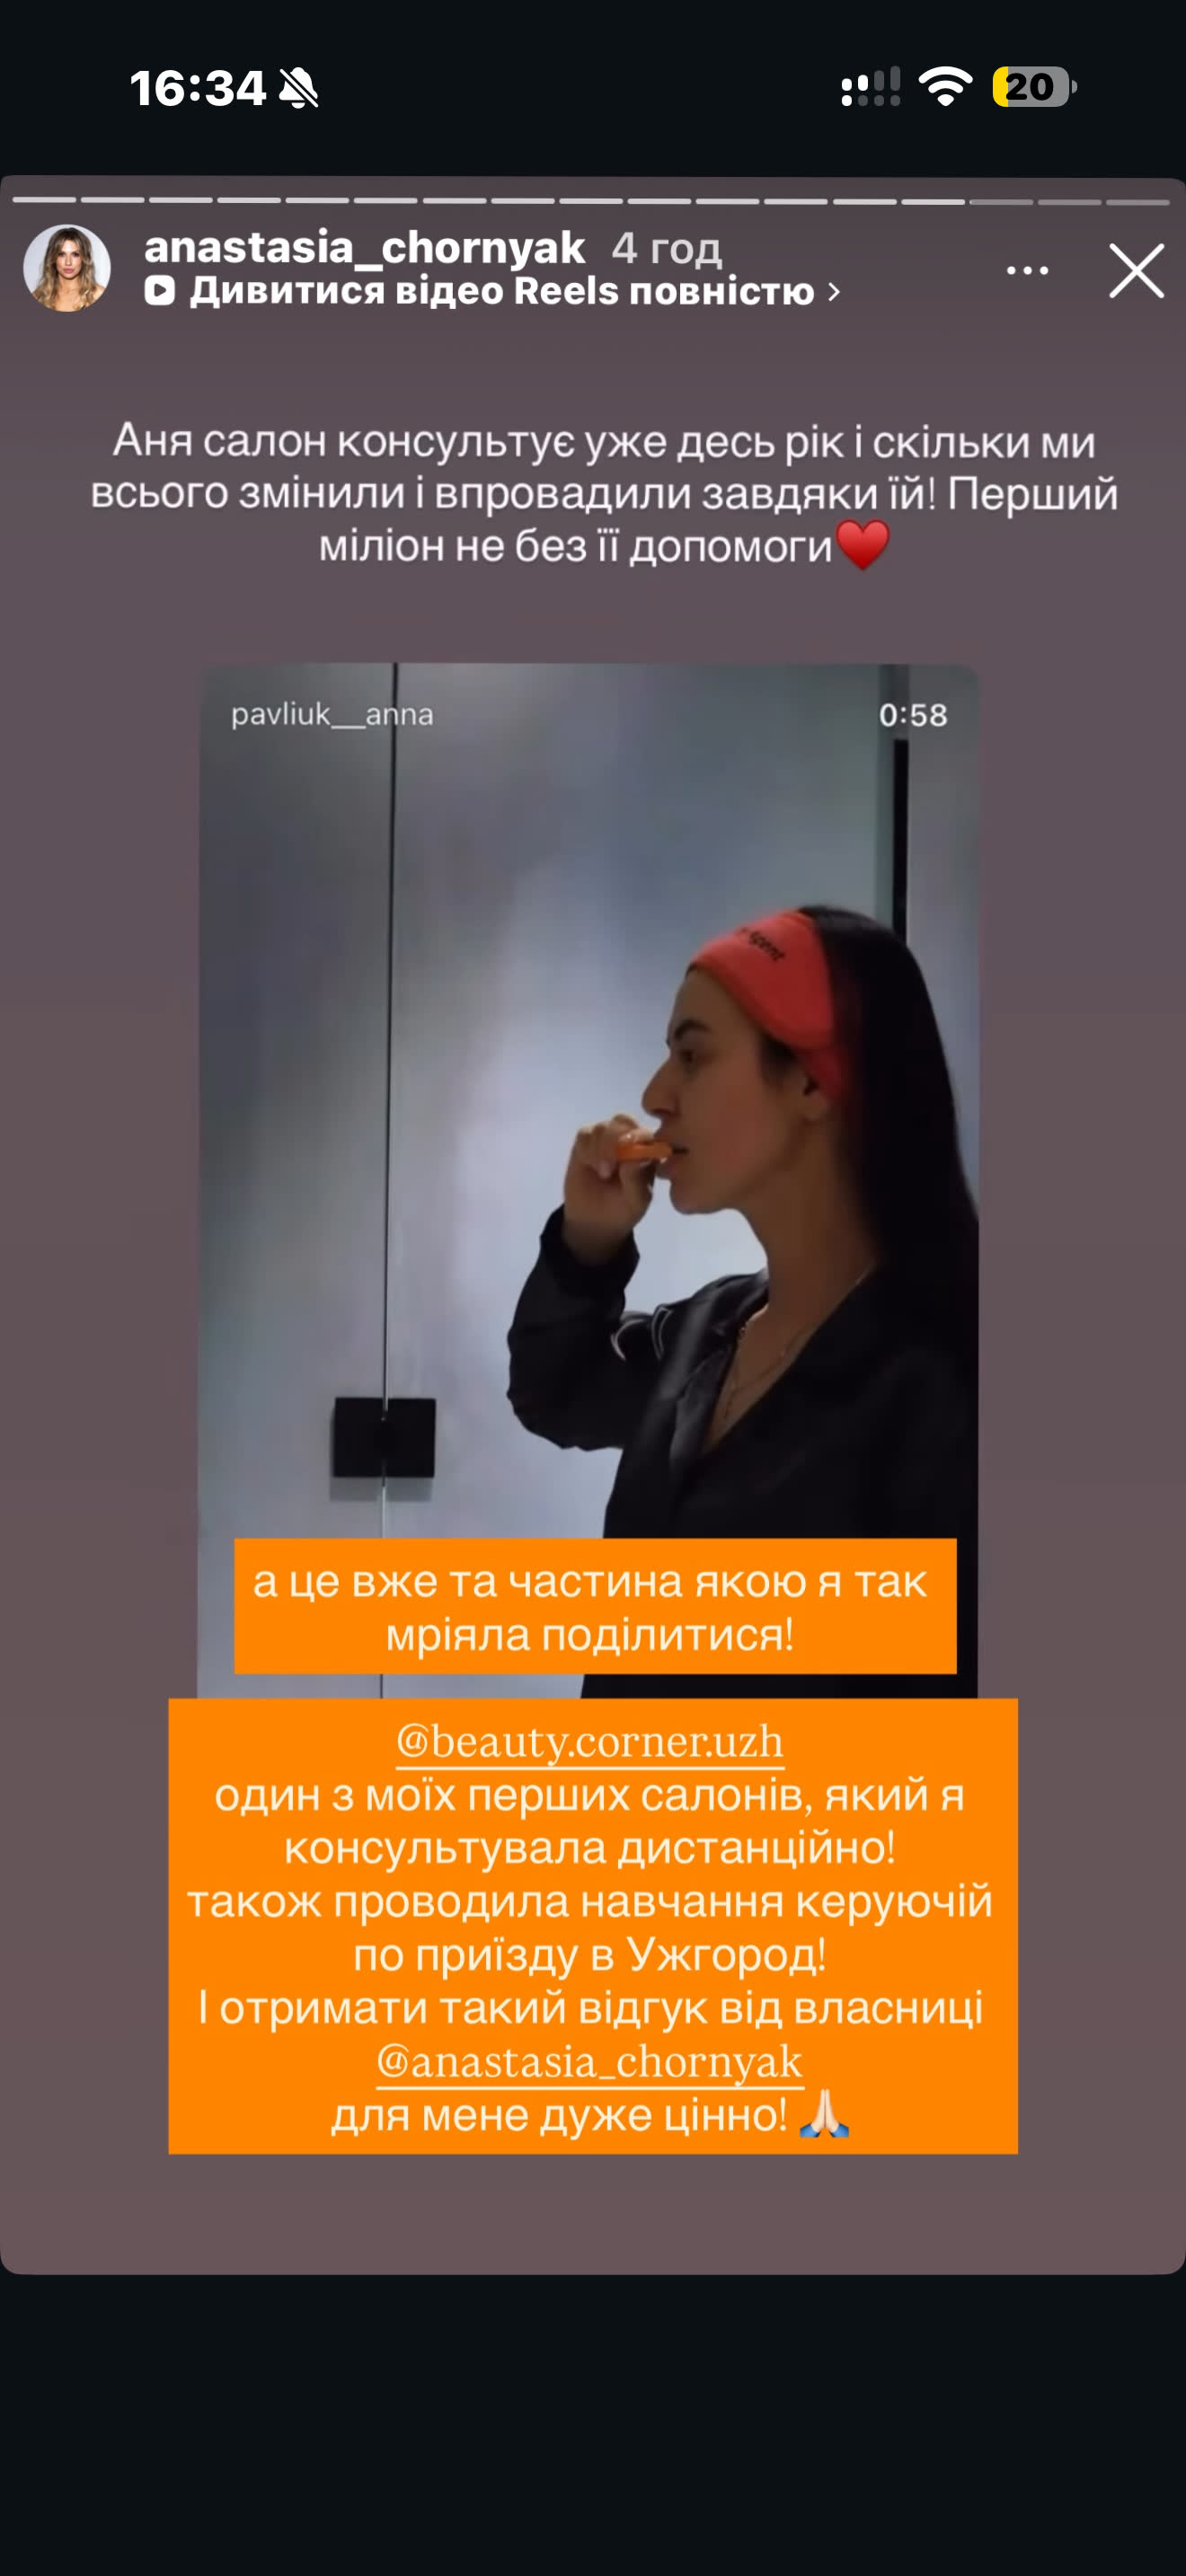 16:34
20
anastasia_chornyak 4 год
Дивитися відео Reels повністю >
Аня салон консультує уже десь рік і скільки ми
всього змінили і впровадили завдяки їй! Перший
міліон не без її допомоги❤️
pavliuk__anna
0:58
а це вже та частина якою я так
мріяла поділитися!
@beauty.corner.uzh
один з моїх перших салонів, який я
консультувала дистанційно!
також проводила навчання керуючій
по приїзду в Ужгород!
І отримати такий відгук від власниці
@anastasia_chornyak
для мене дуже цінно! 🙏🏻